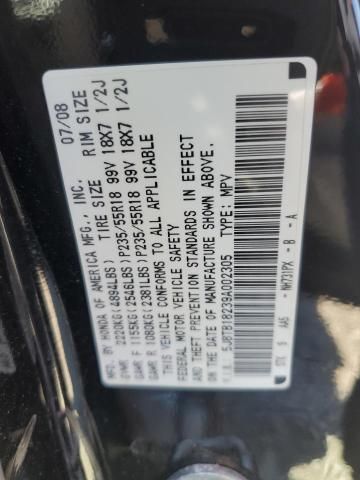 MFD. BY HONDA OF AMERICA MFG., INC. 07/08
TIRE SIZE RIM SIZE
GVWR 2220KG(4894LBS)
GAWR F 1155KG(2546LBS)P235/55R18 99V 18X7 1/2J
GAWR R 1080KG(2381LBS)P235/55R18 99V 18X7 1/2J
THIS VEHICLE CONFORMS TO ALL APPLICABLE
FEDERAL MOTOR VEHICLE SAFETY
AND THEFT PREVENTION STANDARDS IN EFFECT
ON THE DATE OF MANUFACTURE SHOWN ABOVE.
V.I.N. 5J8TB18239A002305 TYPE: MPV
STK S AA5 - NH731PX - B - A